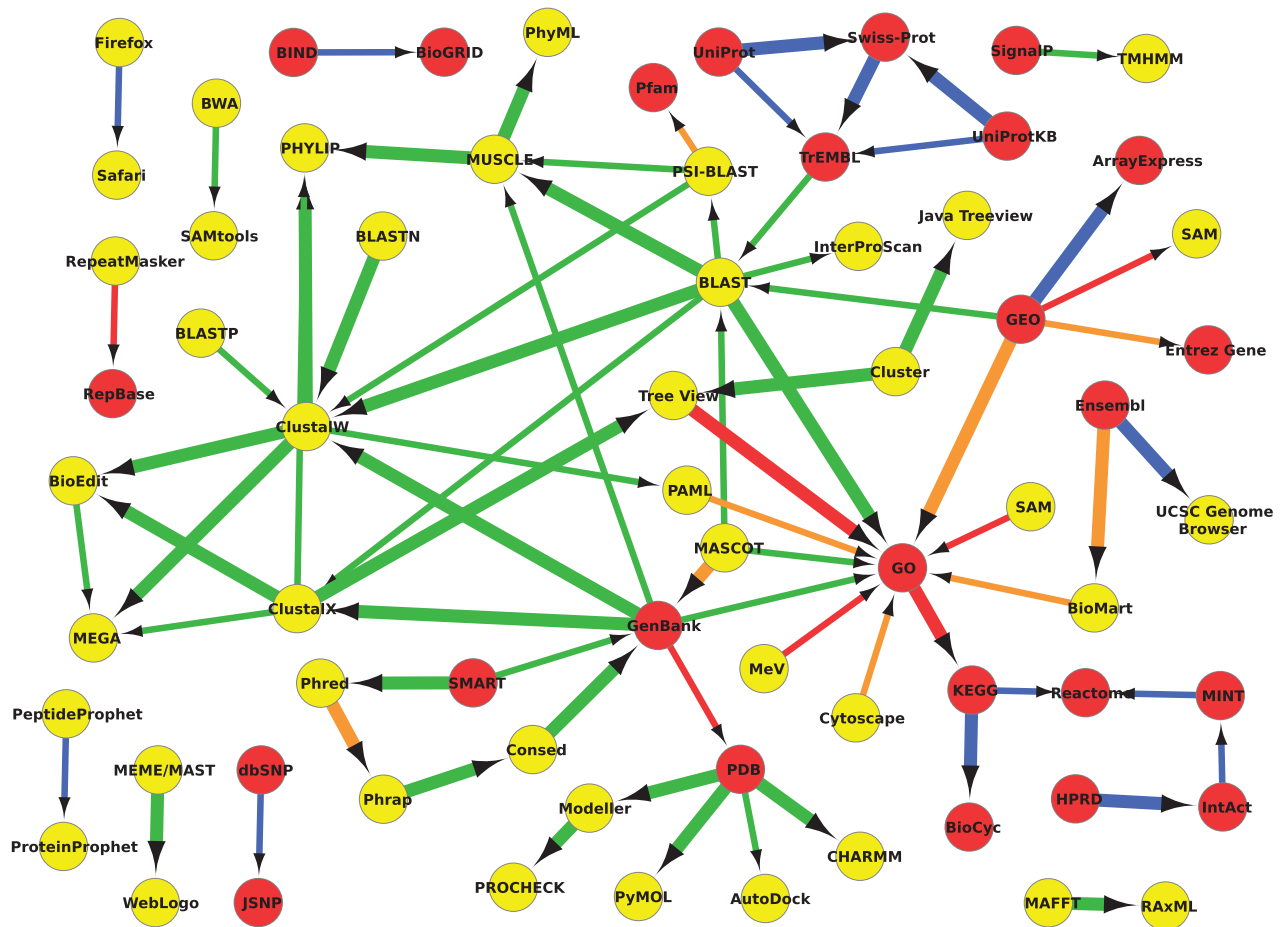 PhyML
Firefox
BIND
BioGRID
UniProt
Swiss-Prot
SignalP
TMHMM
Pfam
BWA
UniProtKB
PHYLIP
MUSCLE
TrEMBL
ArrayExpress
PSI-BLAST
Safari
Java Treeview
SAMtools
BLASTN
SAM
InterProScan
RepeatMasker
BLAST
GEO
BLASTP
Entrez Gene
Cluster
RepBase
Tree View
Ensembl
ClustalW
BioEdit
PAML
UCSC Genome
Browser
SAM
MASCOT
GO
ClustalX
BioMart
GenBank
MEGA
MeV
Phred
SMART
KEGG
Reactome
MINT
PeptideProphet
Cytoscape
Consed
MEME/MAST
dbSNP
PDB
Phrap
Modeller
HPRD
IntAct
BioCyc
ProteinProphet
CHARMM
PROCHECK
PyMOL
AutoDock
WebLogo
JSNP
MAFFT
RAxML